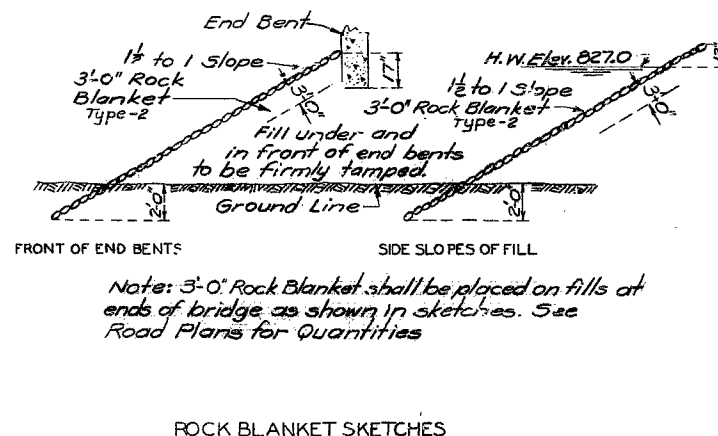 End Bent
1½ to 1 Slope
3'-0" Rock
Blanket
Type-2
3'-0"
Fill under and
in front of end bents
to be firmly tamped.
2'-0"
Ground Line
FRONT OF END BENTS
H.W. Elev. 827.0
1½ to 1 Slope
3'-0" Rock Blanket
Type-2
3'-0"
2'-0"
SIDE SLOPES OF FILL
Note: 3'-0" Rock Blanket shall be placed on fills at
ends of bridge as shown in sketches. See
Road Plans for Quantities
ROCK BLANKET SKETCHES